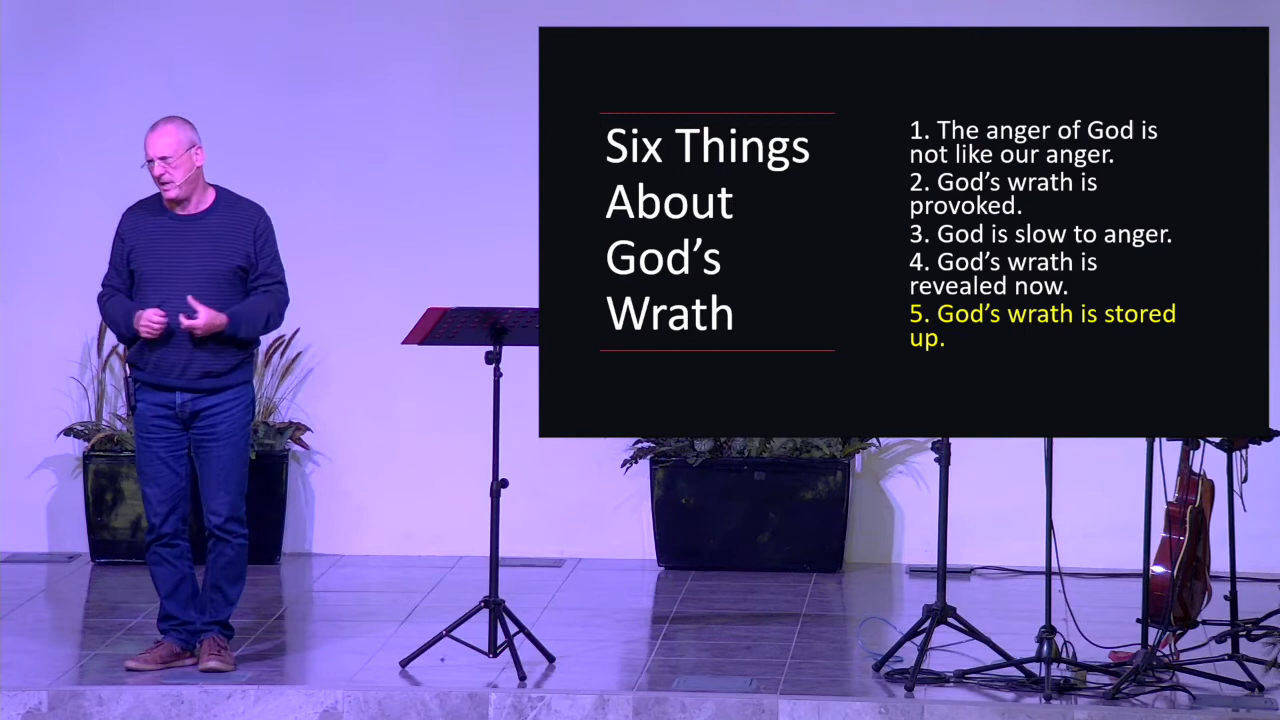 Six Things
About
God's
Wrath
1. The anger of God is
not like our anger.
2. God's wrath is
provoked.
3. God is slow to anger.
4. God's wrath is
revealed now.
5. God's wrath is stored
up.